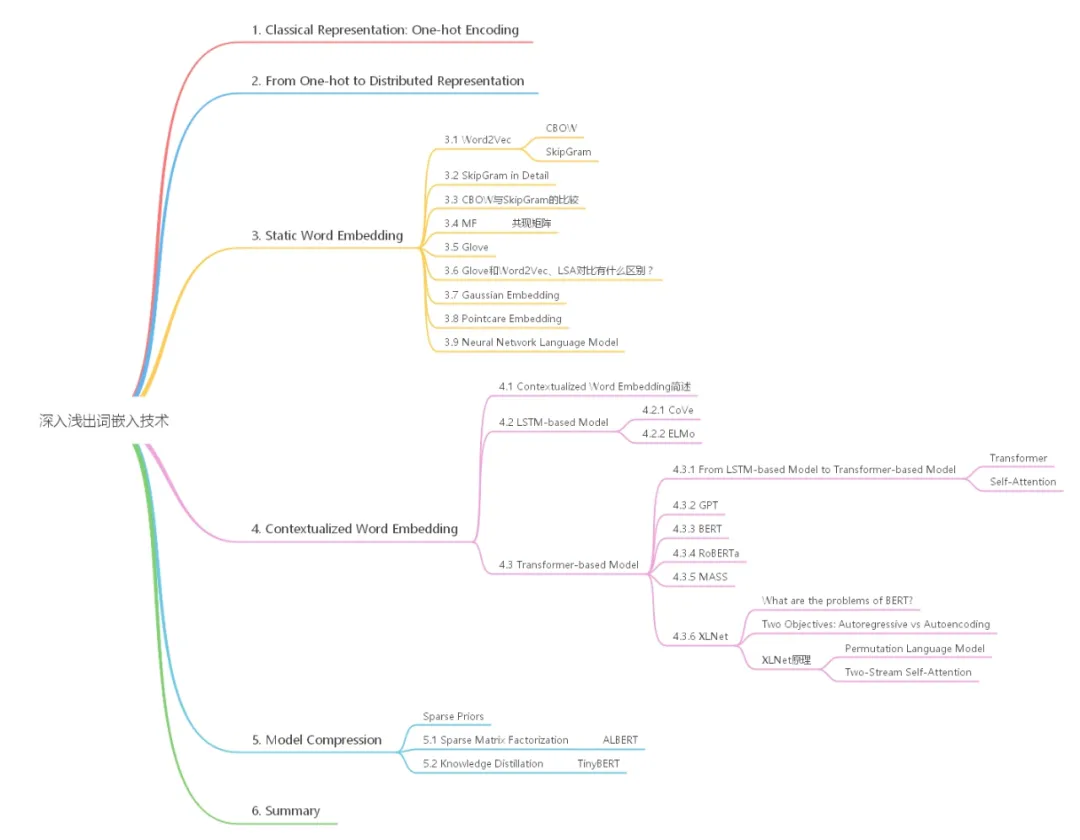 深入浅出词嵌入技术
1. Classical Representation: One-hot Encoding
2. From One-hot to Distributed Representation
3. Static Word Embedding
3.1 Word2Vec
CBOW
SkipGram
3.2 SkipGram in Detail
3.3 CBOW与SkipGram的比较
3.4 MF 共现矩阵
3.5 Glove
3.6 Glove和Word2Vec、LSA对比有什么区别？
3.7 Gaussian Embedding
3.8 Pointcare Embedding
3.9 Neural Network Language Model
4. Contextualized Word Embedding
4.1 Contextualized Word Embedding简述
4.2 LSTM-based Model
4.2.1 CoVe
4.2.2 ELMo
4.3 Transformer-based Model
4.3.1 From LSTM-based Model to Transformer-based Model
Transformer
Self-Attention
4.3.2 GPT
4.3.3 BERT
4.3.4 RoBERTa
4.3.5 MASS
4.3.6 XLNet
What are the problems of BERT?
Two Objectives: Autoregressive vs Autoencoding
XLNet原理
Permutation Language Model
Two-Stream Self-Attention
5. Model Compression
Sparse Priors
5.1 Sparse Matrix Factorization ALBERT
5.2 Knowledge Distillation TinyBERT
6. Summary